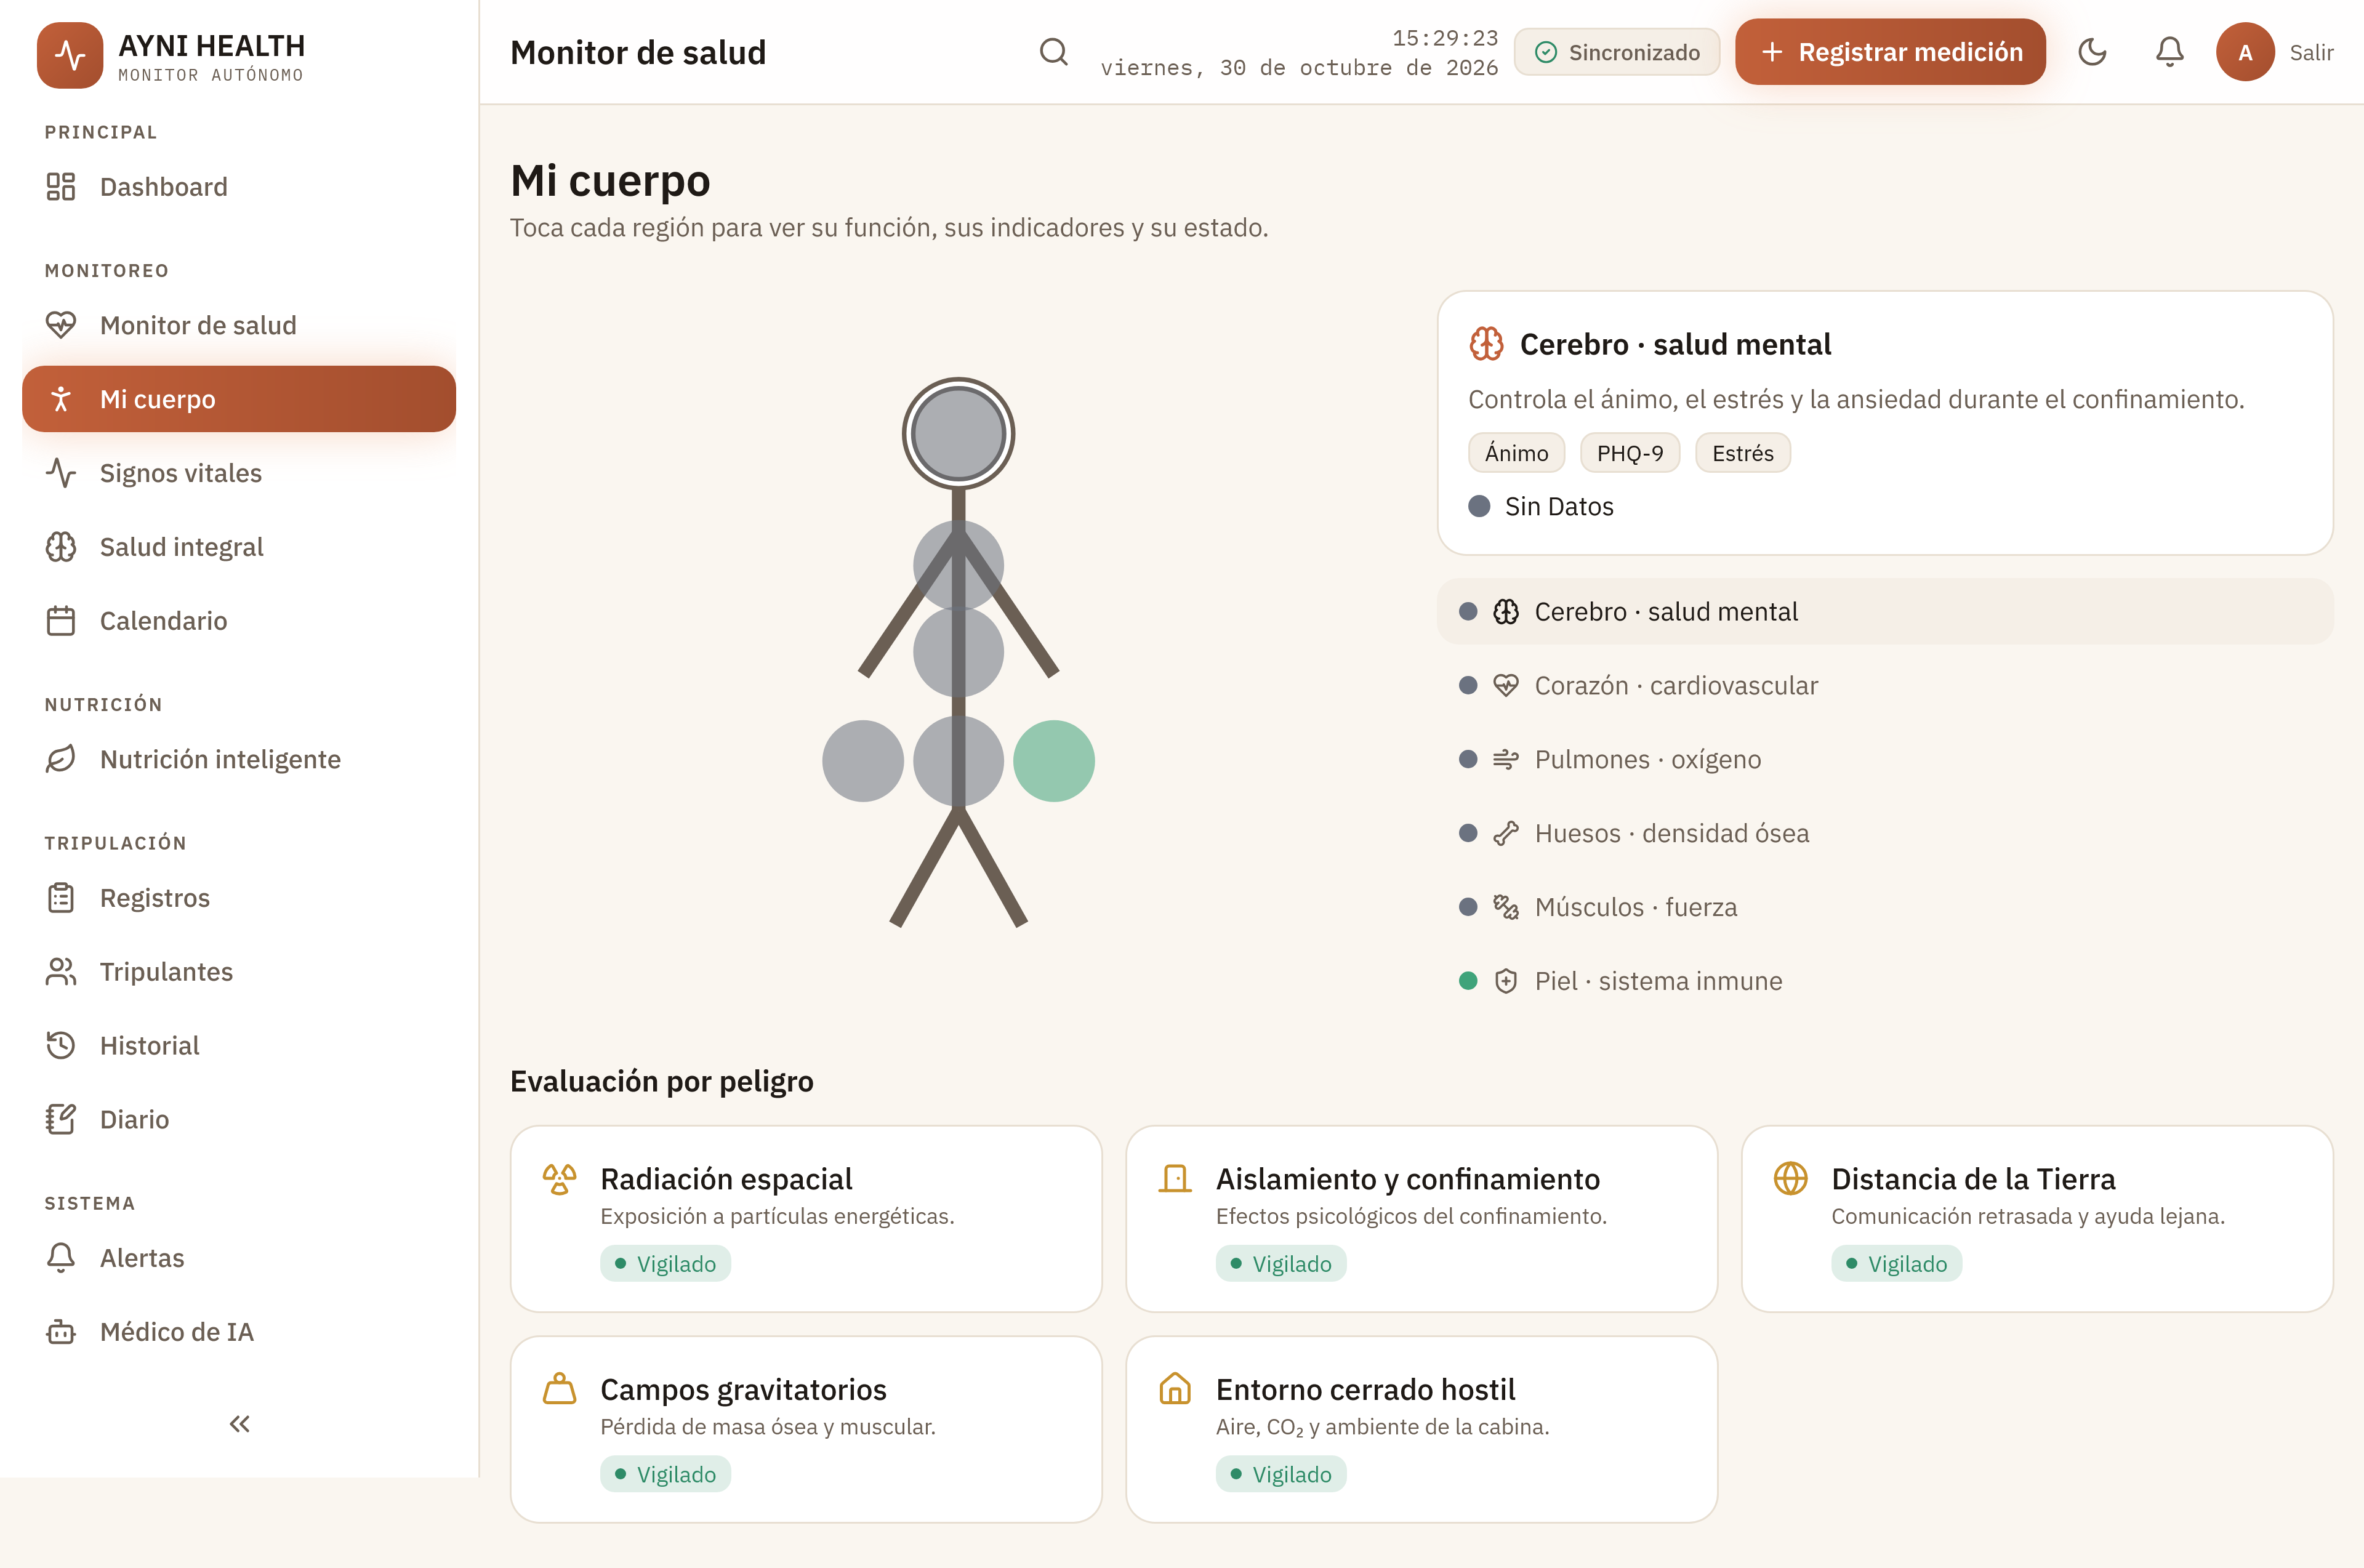 AYNI HEALTH
MONITOR AUTÓNOMO
PRINCIPAL
Dashboard
MONITOREO
Monitor de salud
Mi cuerpo
Signos vitales
Salud integral
Calendario
NUTRICIÓN
Nutrición inteligente
TRIPULACIÓN
Registros
Tripulantes
Historial
Diario
SISTEMA
Alertas
Médico de IA
Monitor de salud
15:29:23
viernes, 30 de octubre de 2026
Sincronizado
Registrar medición
A
Salir
Mi cuerpo
Toca cada región para ver su función, sus indicadores y su estado.
Cerebro · salud mental
Controla el ánimo, el estrés y la ansiedad durante el confinamiento.
Ánimo PHQ-9 Estrés
Sin Datos
Cerebro · salud mental
Corazón · cardiovascular
Pulmones · oxígeno
Huesos · densidad ósea
Músculos · fuerza
Piel · sistema inmune
Evaluación por peligro
Radiación espacial
Exposición a partículas energéticas.
Vigilado
Aislamiento y confinamiento
Efectos psicológicos del confinamiento.
Vigilado
Distancia de la Tierra
Comunicación retrasada y ayuda lejana.
Vigilado
Campos gravitatorios
Pérdida de masa ósea y muscular.
Vigilado
Entorno cerrado hostil
Aire, CO₂ y ambiente de la cabina.
Vigilado